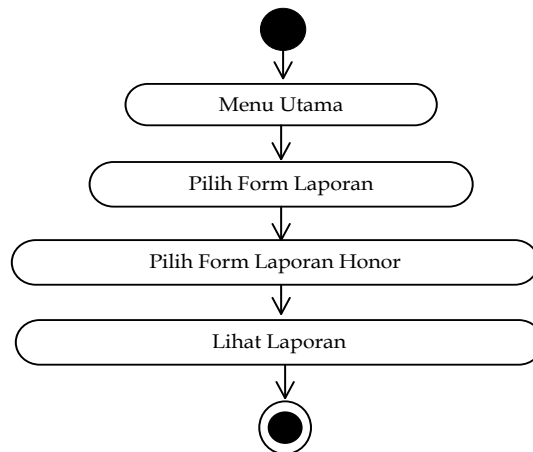 Menu Utama
Pilih Form Laporan
Pilih Form Laporan Honor
Lihat Laporan